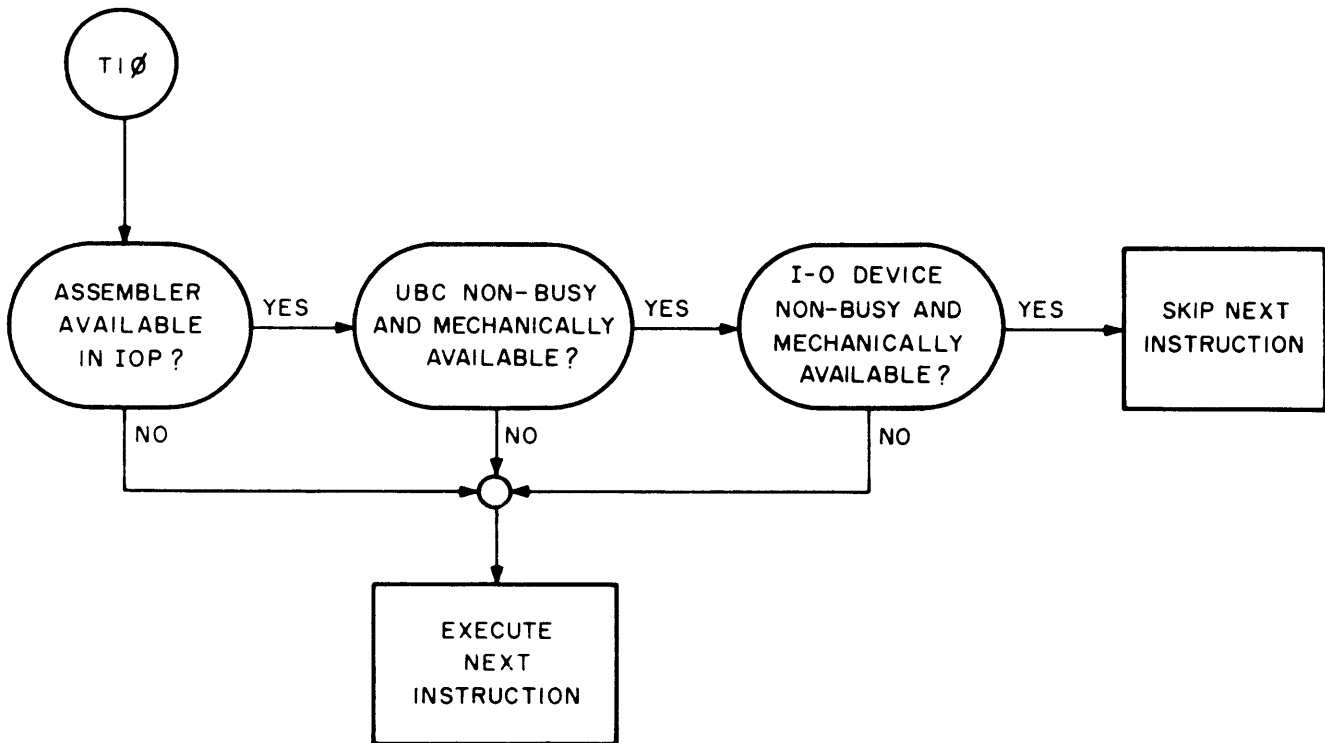 TIØ
ASSEMBLER
AVAILABLE
IN IOP?
YES
UBC NON-BUSY
AND MECHANICALLY
AVAILABLE?
YES
I-O DEVICE
NON-BUSY AND
MECHANICALLY
AVAILABLE?
YES
SKIP NEXT
INSTRUCTION
NO
NO
NO
EXECUTE
NEXT
INSTRUCTION